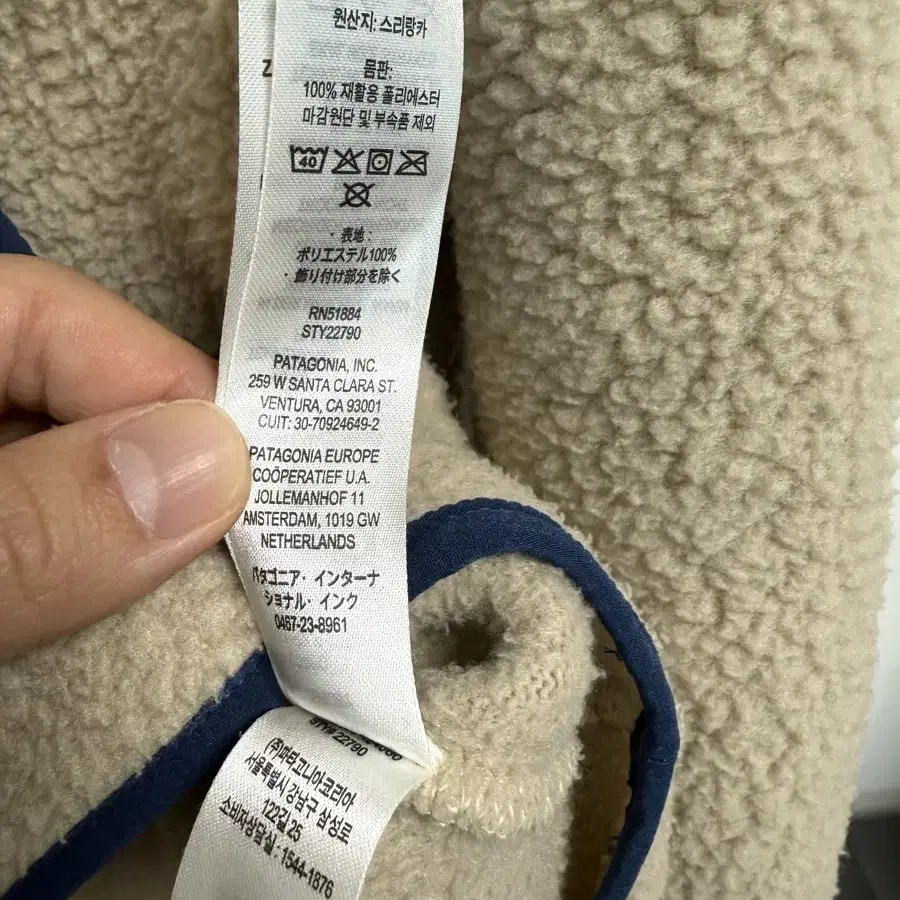 원산지: 스리랑카
Z
몸판:
100% 재활용 폴리에스터
마감원단 및 부속품 제외
40
・表地:
ポリエステル100%
・飾り付け部分を除く
RN51884
STY22790
PATAGONIA, INC.
259 W SANTA CLARA ST.
VENTURA, CA 93001
CUIT: 30-70924649-2
PATAGONIA EUROPE
COÖPERATIEF U.A.
JOLLEMANHOF 11
AMSTERDAM, 1019 GW
NETHERLANDS
パタゴニア・インターナ
ショナル・インク
0467-23-8961
STY# 22790
(주)파타고니아코리아
서울특별시 강남구 삼성로
122길 25
소비자상담실 : 1544-1876